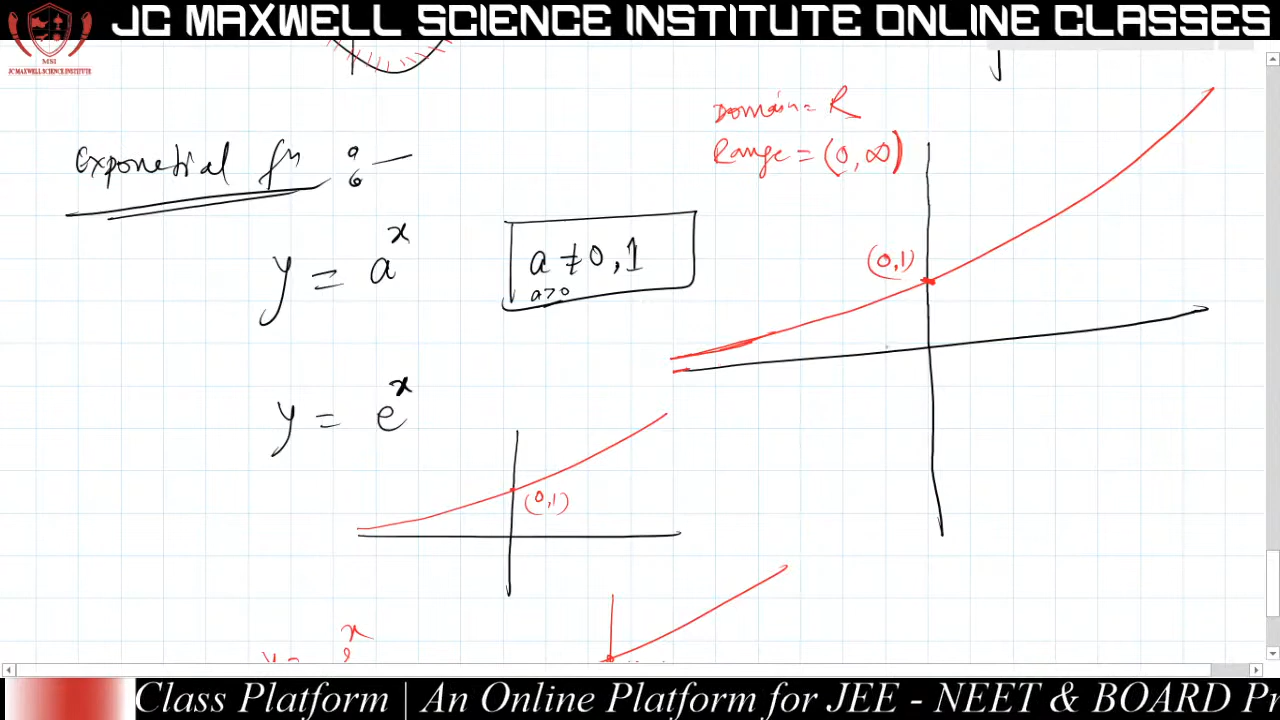 JC MAXWELL SCIENCE INSTITUTE ONLINE CLASSES
MSI
JC MAXWELL SCIENCE INSTITUTE
Domain = R
Range = (0, ∞)
Exponetial fn :-
y = a^x
a ≠ 0, 1
a > 0
(0,1)
y = e^x
(0,1)
Class Platform | An Online Platform for JEE - NEET & BOARD Pr